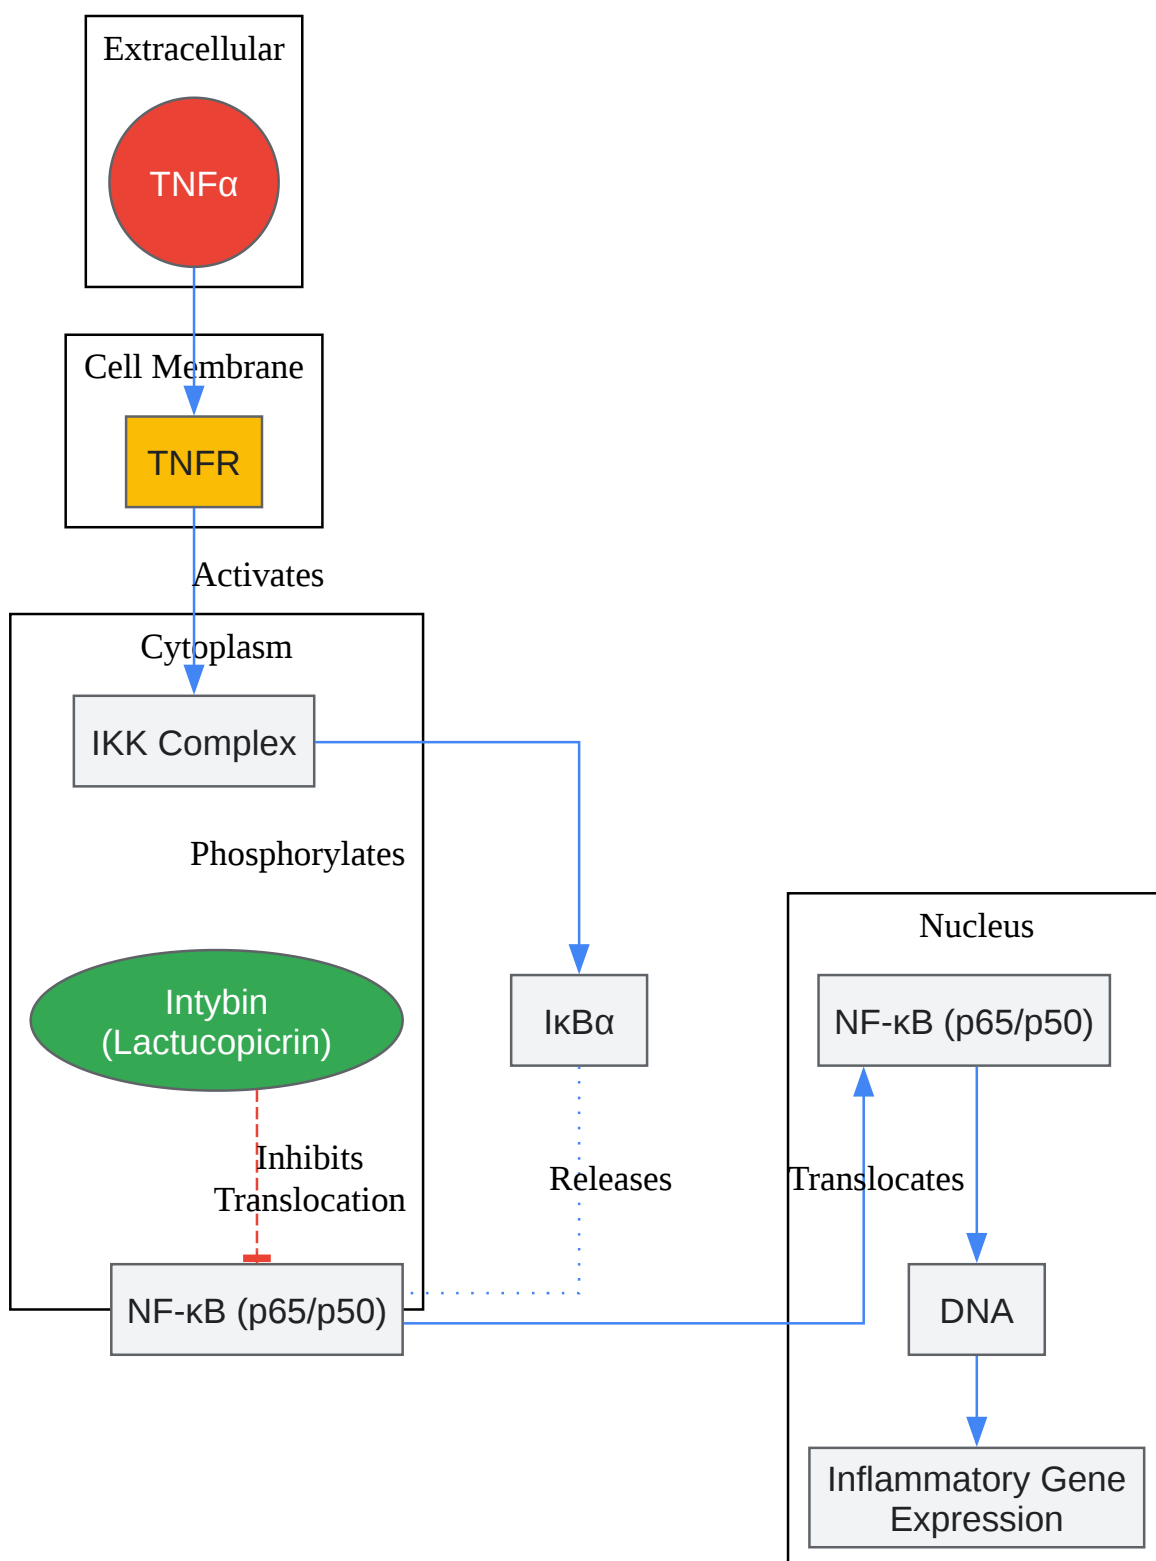 Extracellular
TNFα
Cell Membrane
TNFR
Activates
Cytoplasm
IKK Complex
Phosphorylates
Nucleus
Intybin
(Lactucopicrin)
IκBα
NF-κB (p65/p50)
Inhibits
Translocation
Releases
Translocates
NF-κB (p65/p50)
DNA
Inflammatory Gene
Expression